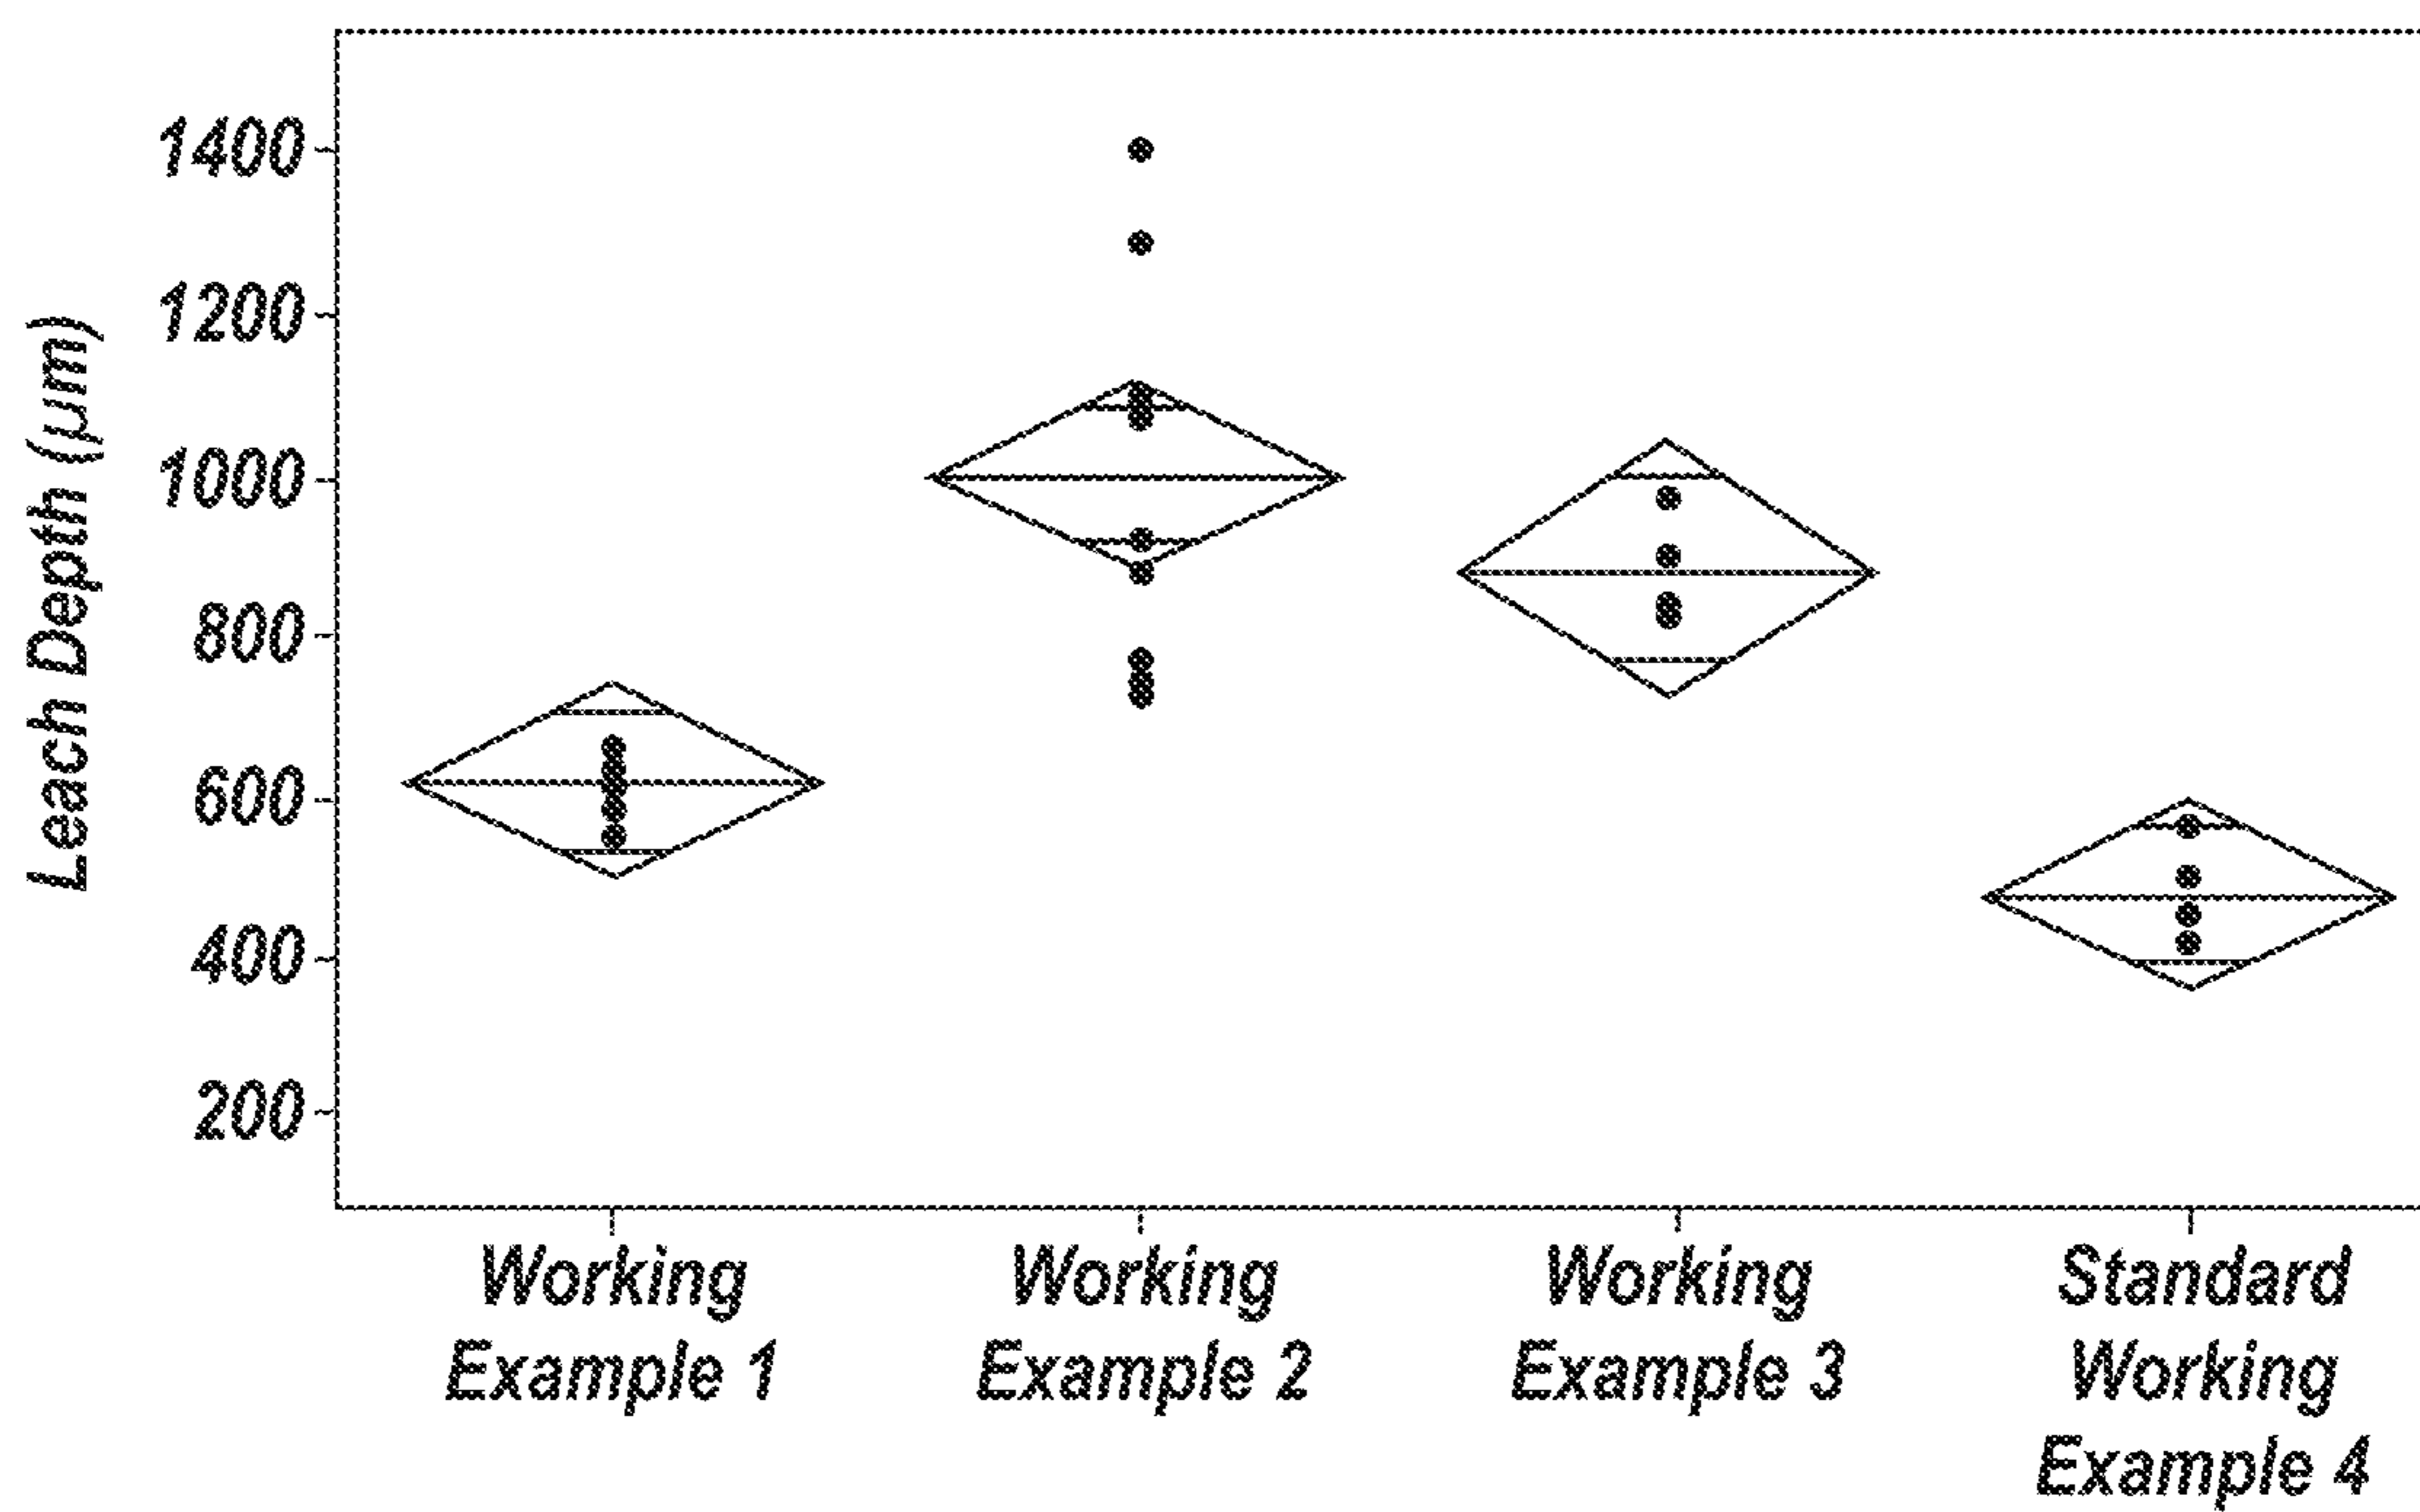 Leach Depth (µm)
1400
1200
1000
800
600
400
200
Working
Example 1
Working
Example 2
Working
Example 3
Standard
Working
Example 4